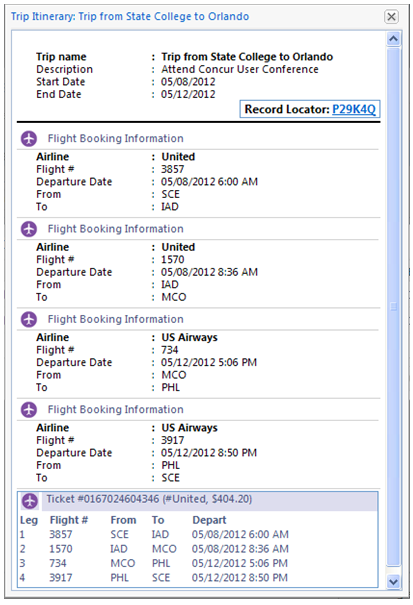 Trip Itinerary: Trip from State College to Orlando
Trip name : Trip from State College to Orlando
Description : Attend Concur User Conference
Start Date : 05/08/2012
End Date : 05/12/2012
Record Locator: P29K4Q
Flight Booking Information
Airline : United
Flight # : 3857
Departure Date : 05/08/2012 6:00 AM
From : SCE
To : IAD
Flight Booking Information
Airline : United
Flight # : 1570
Departure Date : 05/08/2012 8:36 AM
From : IAD
To : MCO
Flight Booking Information
Airline : US Airways
Flight # : 734
Departure Date : 05/12/2012 5:06 PM
From : MCO
To : PHL
Flight Booking Information
Airline : US Airways
Flight # : 3917
Departure Date : 05/12/2012 8:50 PM
From : PHL
To : SCE
Ticket #0167024604346 (#United, $404.20)
Leg Flight # From To Depart
1 3857 SCE IAD 05/08/2012 6:00 AM
2 1570 IAD MCO 05/08/2012 8:36 AM
3 734 MCO PHL 05/12/2012 5:06 PM
4 3917 PHL SCE 05/12/2012 8:50 PM